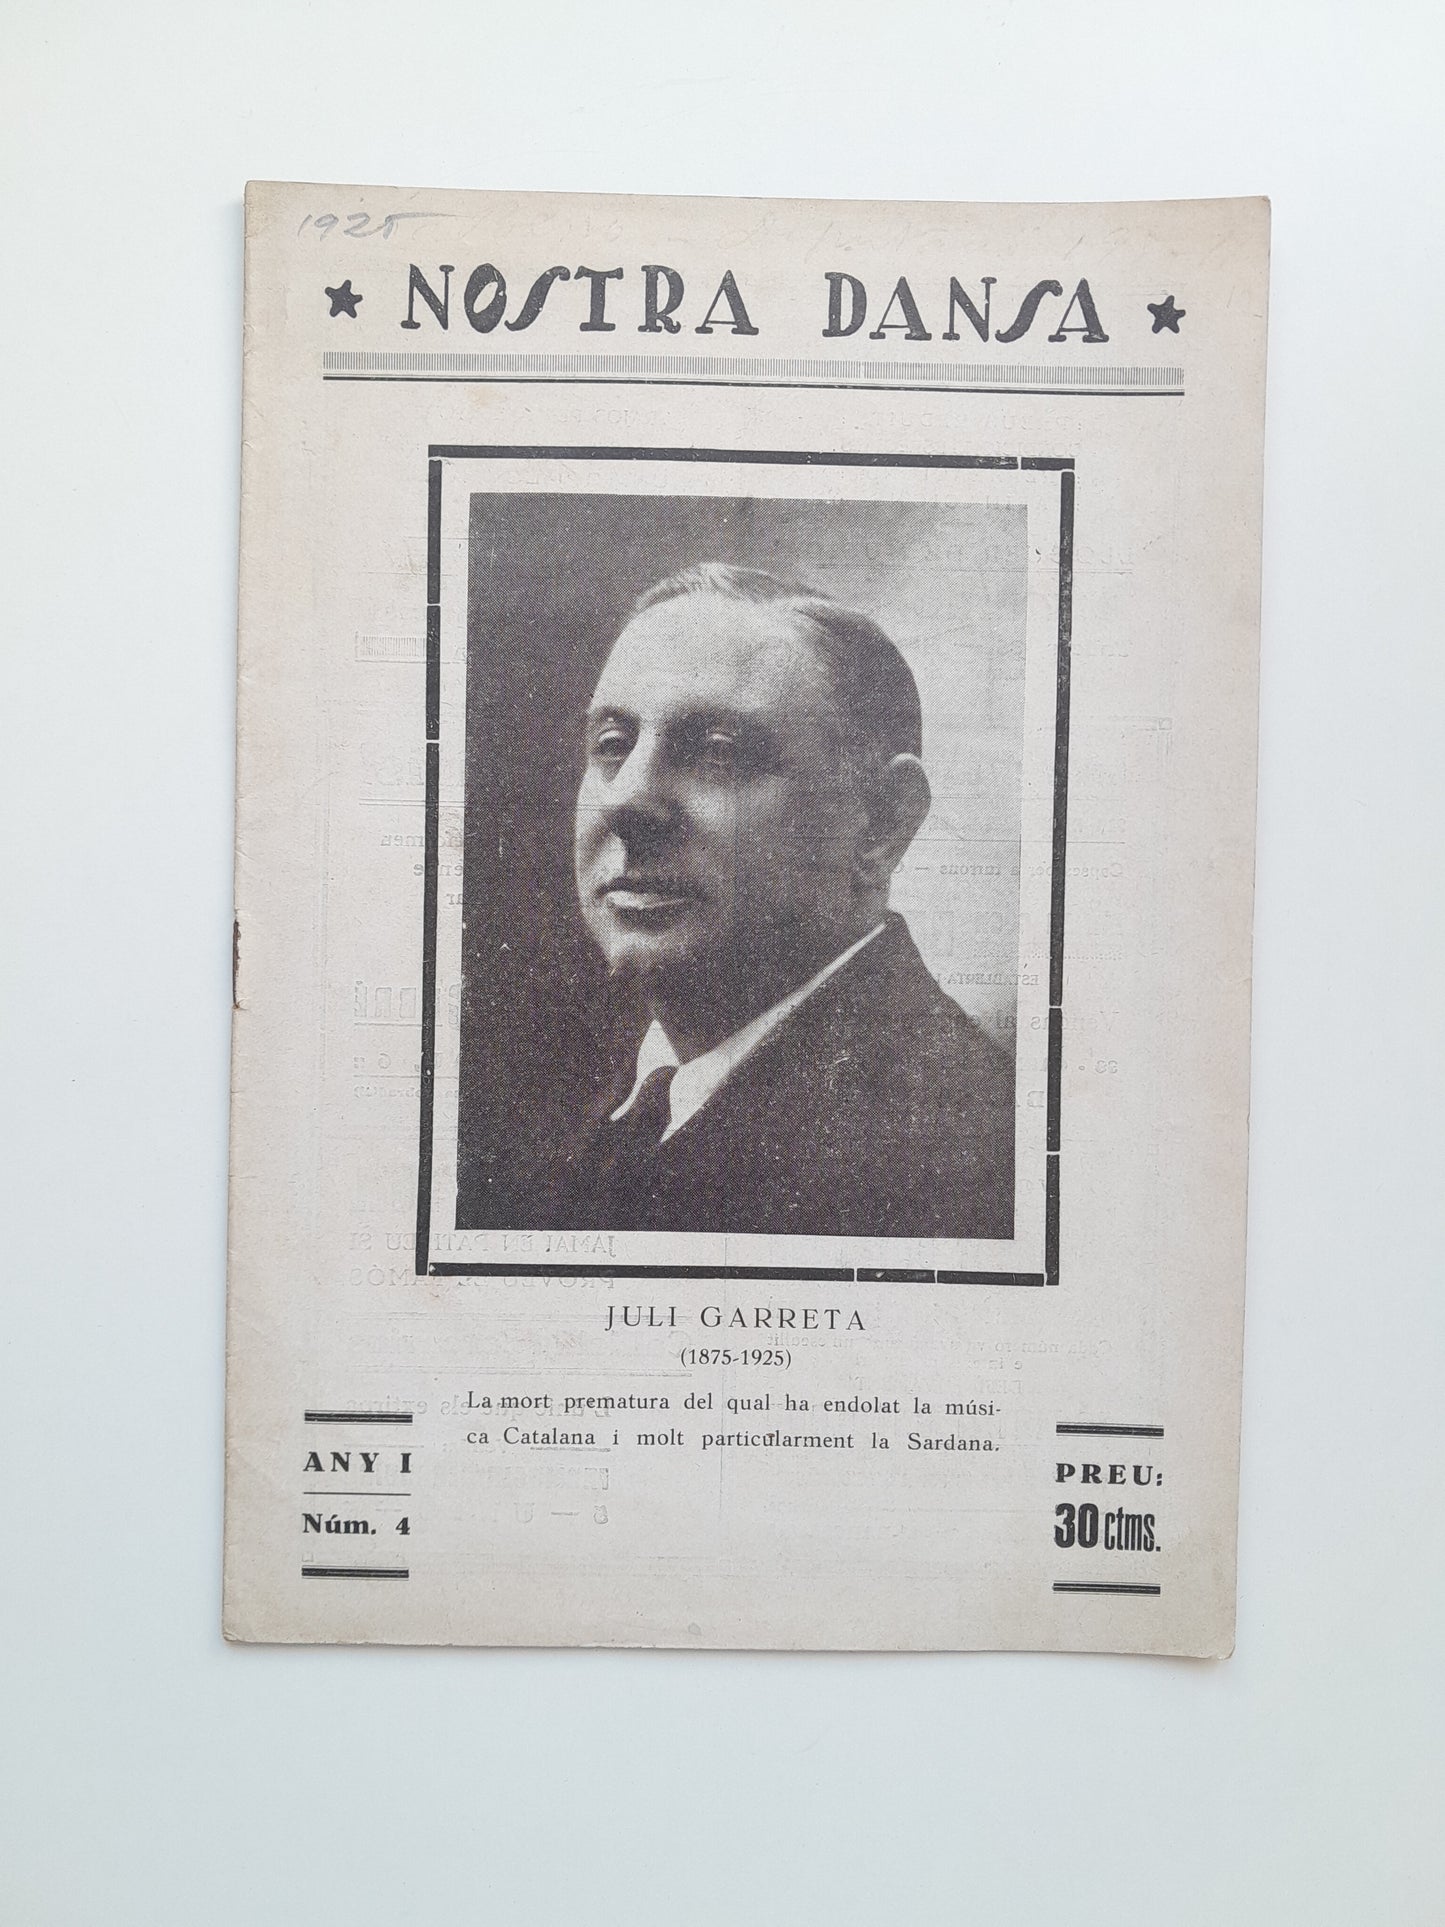 1925
★ NOSTRA DANSA ★
JULI GARRETA
(1875-1925)
La mort prematura del qual ha endolat la músi-
ca Catalana i molt particularment la Sardana.
ANY I
Núm. 4
PREU:
30 ctms.